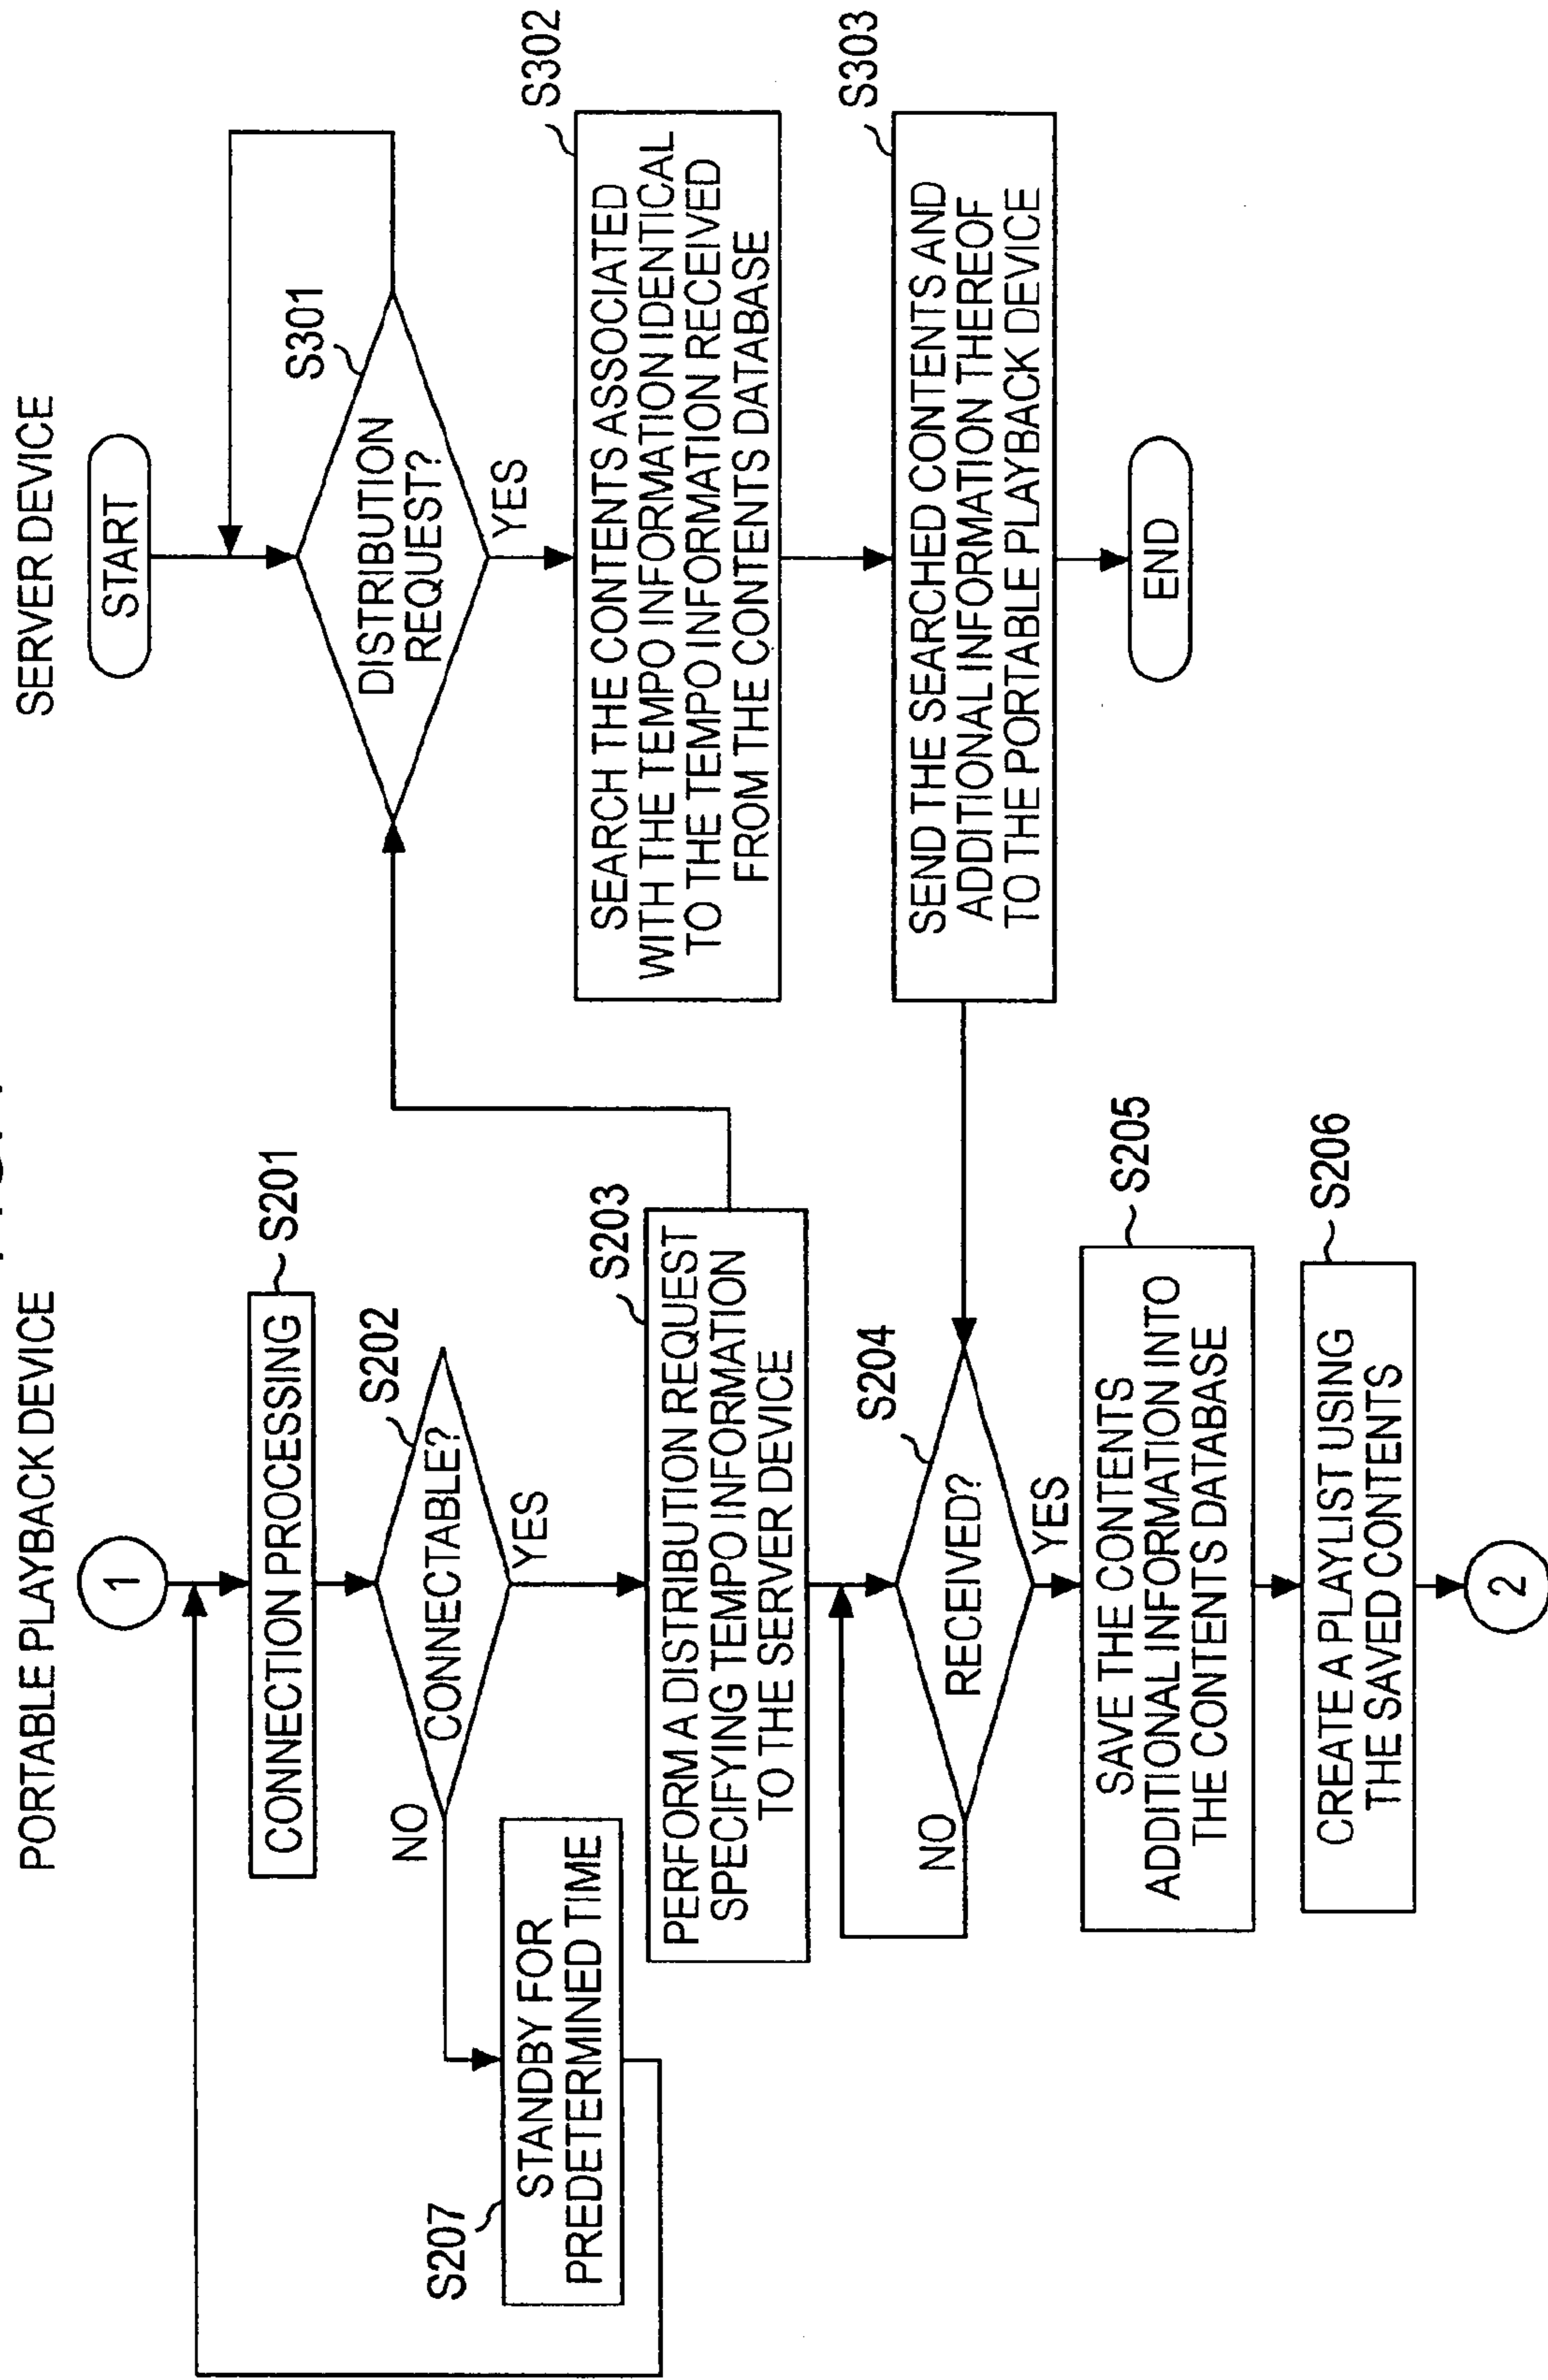 PORTABLE PLAYBACK DEVICE
1
CONNECTION PROCESSING
S201
CONNECTABLE?
S202
NO
YES
STANDBY FOR
PREDETERMINED TIME
S207
PERFORM A DISTRIBUTION REQUEST
SPECIFYING TEMPO INFORMATION
TO THE SERVER DEVICE
S203
RECEIVED?
S204
NO
YES
SAVE THE CONTENTS
ADDITIONAL INFORMATION INTO
THE CONTENTS DATABASE
S205
CREATE A PLAYLIST USING
THE SAVED CONTENTS
S206
2
SERVER DEVICE
START
DISTRIBUTION
REQUEST?
S301
YES
SEARCH THE CONTENTS ASSOCIATED
WITH THE TEMPO INFORMATION IDENTICAL
TO THE TEMPO INFORMATION RECEIVED
FROM THE CONTENTS DATABASE
S302
SEND THE SEARCHED CONTENTS AND
ADDITIONAL INFORMATION THEREOF
TO THE PORTABLE PLAYBACK DEVICE
S303
END